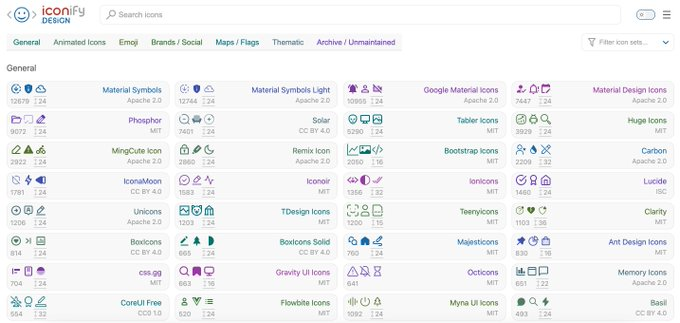 iconify
DESIGN
Search icons
General Animated Icons Emoji Brands / Social Maps / Flags Thematic Archive / Unmaintained
Filter icon sets...
General
Material Symbols
12679 24 Apache 2.0
Material Symbols Light
12744 24 Apache 2.0
Google Material Icons
10955 24 Apache 2.0
Material Design Icons
7447 24 Apache 2.0
Phosphor
9072 MIT
Solar
7401 24 CC BY 4.0
Tabler Icons
5290 24 MIT
Huge Icons
3929 24 MIT
MingCute Icon
2922 24 Apache 2.0
Remix Icon
2860 24 Apache 2.0
Bootstrap Icons
2050 16 MIT
Carbon
2209 32 Apache 2.0
IconaMoon
1781 24 CC BY 4.0
Iconoir
1583 24 MIT
IonIcons
1356 32 MIT
Lucide
1460 24 ISC
Unicons
1206 24 Apache 2.0
TDesign Icons
1203 24 MIT
Teenyicons
1200 15 MIT
Clarity
1103 36 MIT
BoxIcons
814 24 CC BY 4.0
BoxIcons Solid
665 24 CC BY 4.0
Majesticons
760 24 MIT
Ant Design Icons
830 16 MIT
css.gg
704 24 MIT
Gravity UI Icons
663 16 MIT
Octicons
641 MIT
Memory Icons
651 22 Apache 2.0
CoreUI Free
554 32 CC0 1.0
Flowbite Icons
520 24 MIT
Myna UI Icons
1092 24 MIT
Basil
493 24 CC BY 4.0